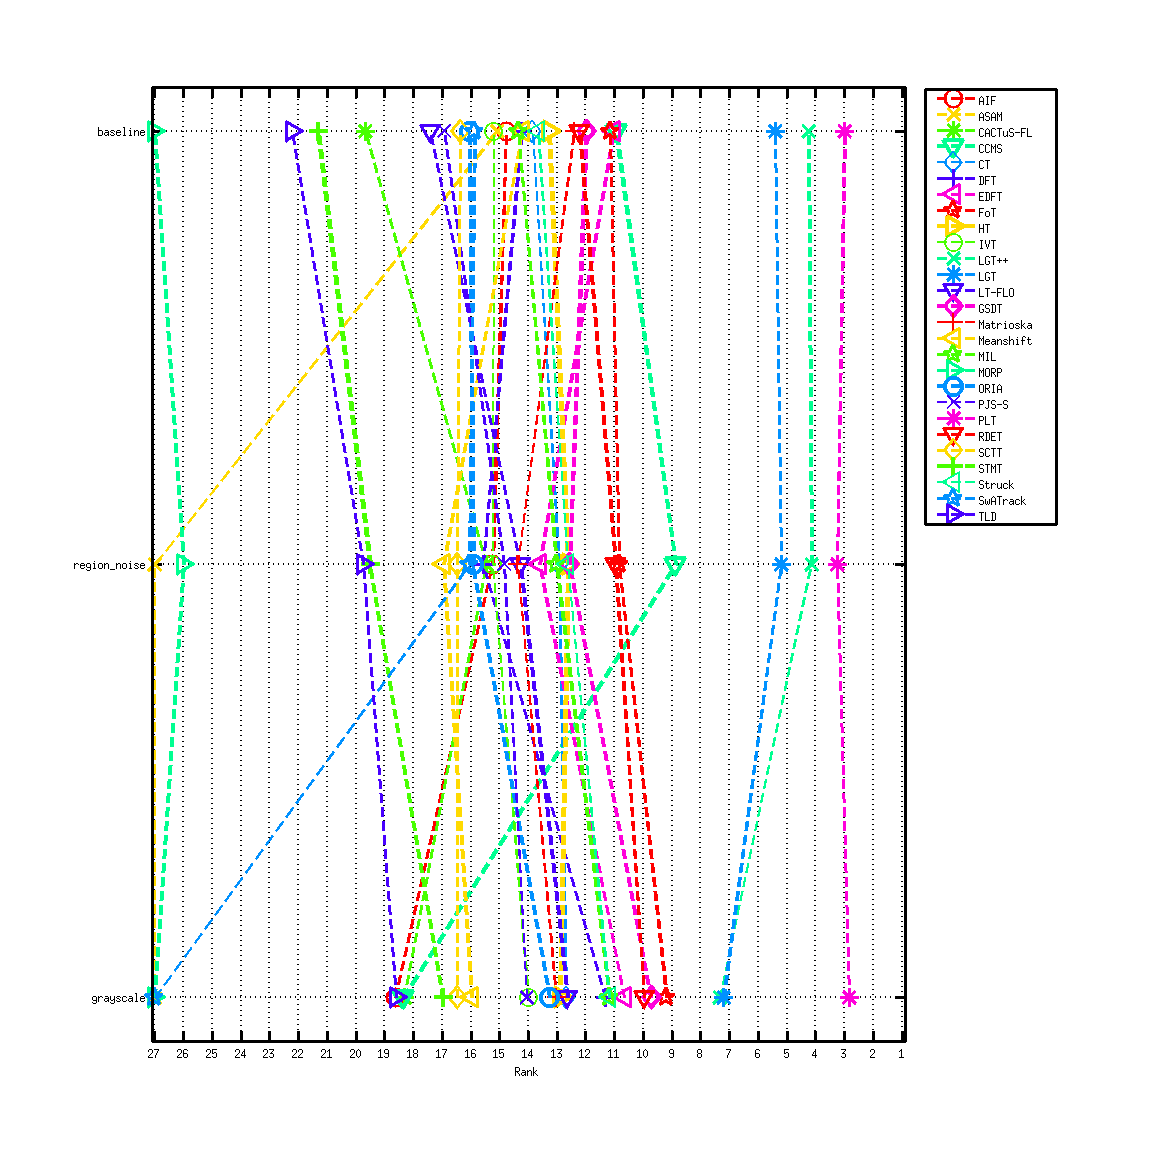 baseline
region_noise
grayscale
27 26 25 24 23 22 21 20 19 18 17 16 15 14 13 12 11 10 9 8 7 6 5 4 3 2 1
Rank
AIF
ASAM
CACTuS-FL
CCMS
CT
DFT
EDFT
FoT
HT
IVT
LGT++
LGT
LT-FLO
GSDT
Matrioska
Meanshift
MIL
MORP
ORIA
PJS-S
PLT
RDET
SCTT
STMT
Struck
SwATrack
TLD